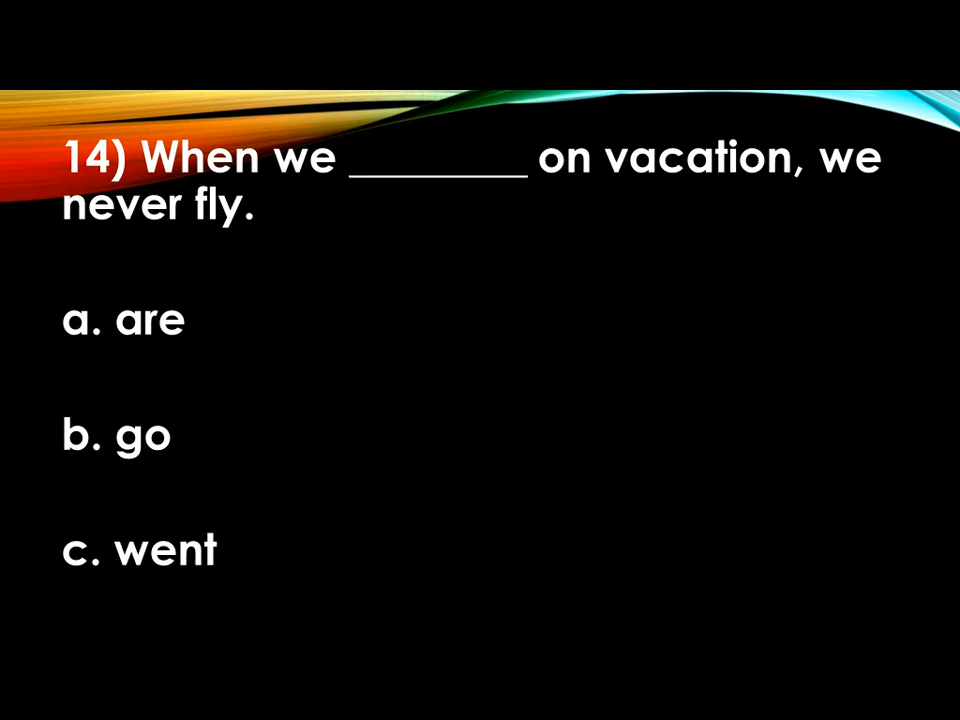 14) When we ________ on vacation, we
never fly.
a. are
b. go
c. went